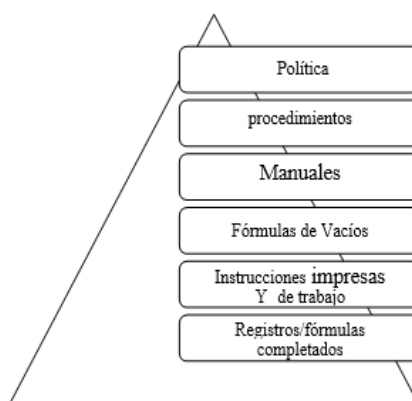 Política
procedimientos
Manuales
Fórmulas de Vacíos
Instrucciones impresas
Y de trabajo
Registros/fórmulas
completados